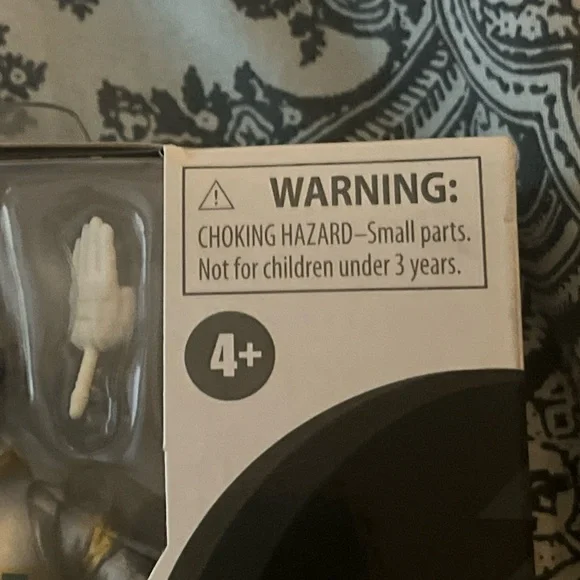 WARNING:
CHOKING HAZARD–Small parts.
Not for children under 3 years.
4+